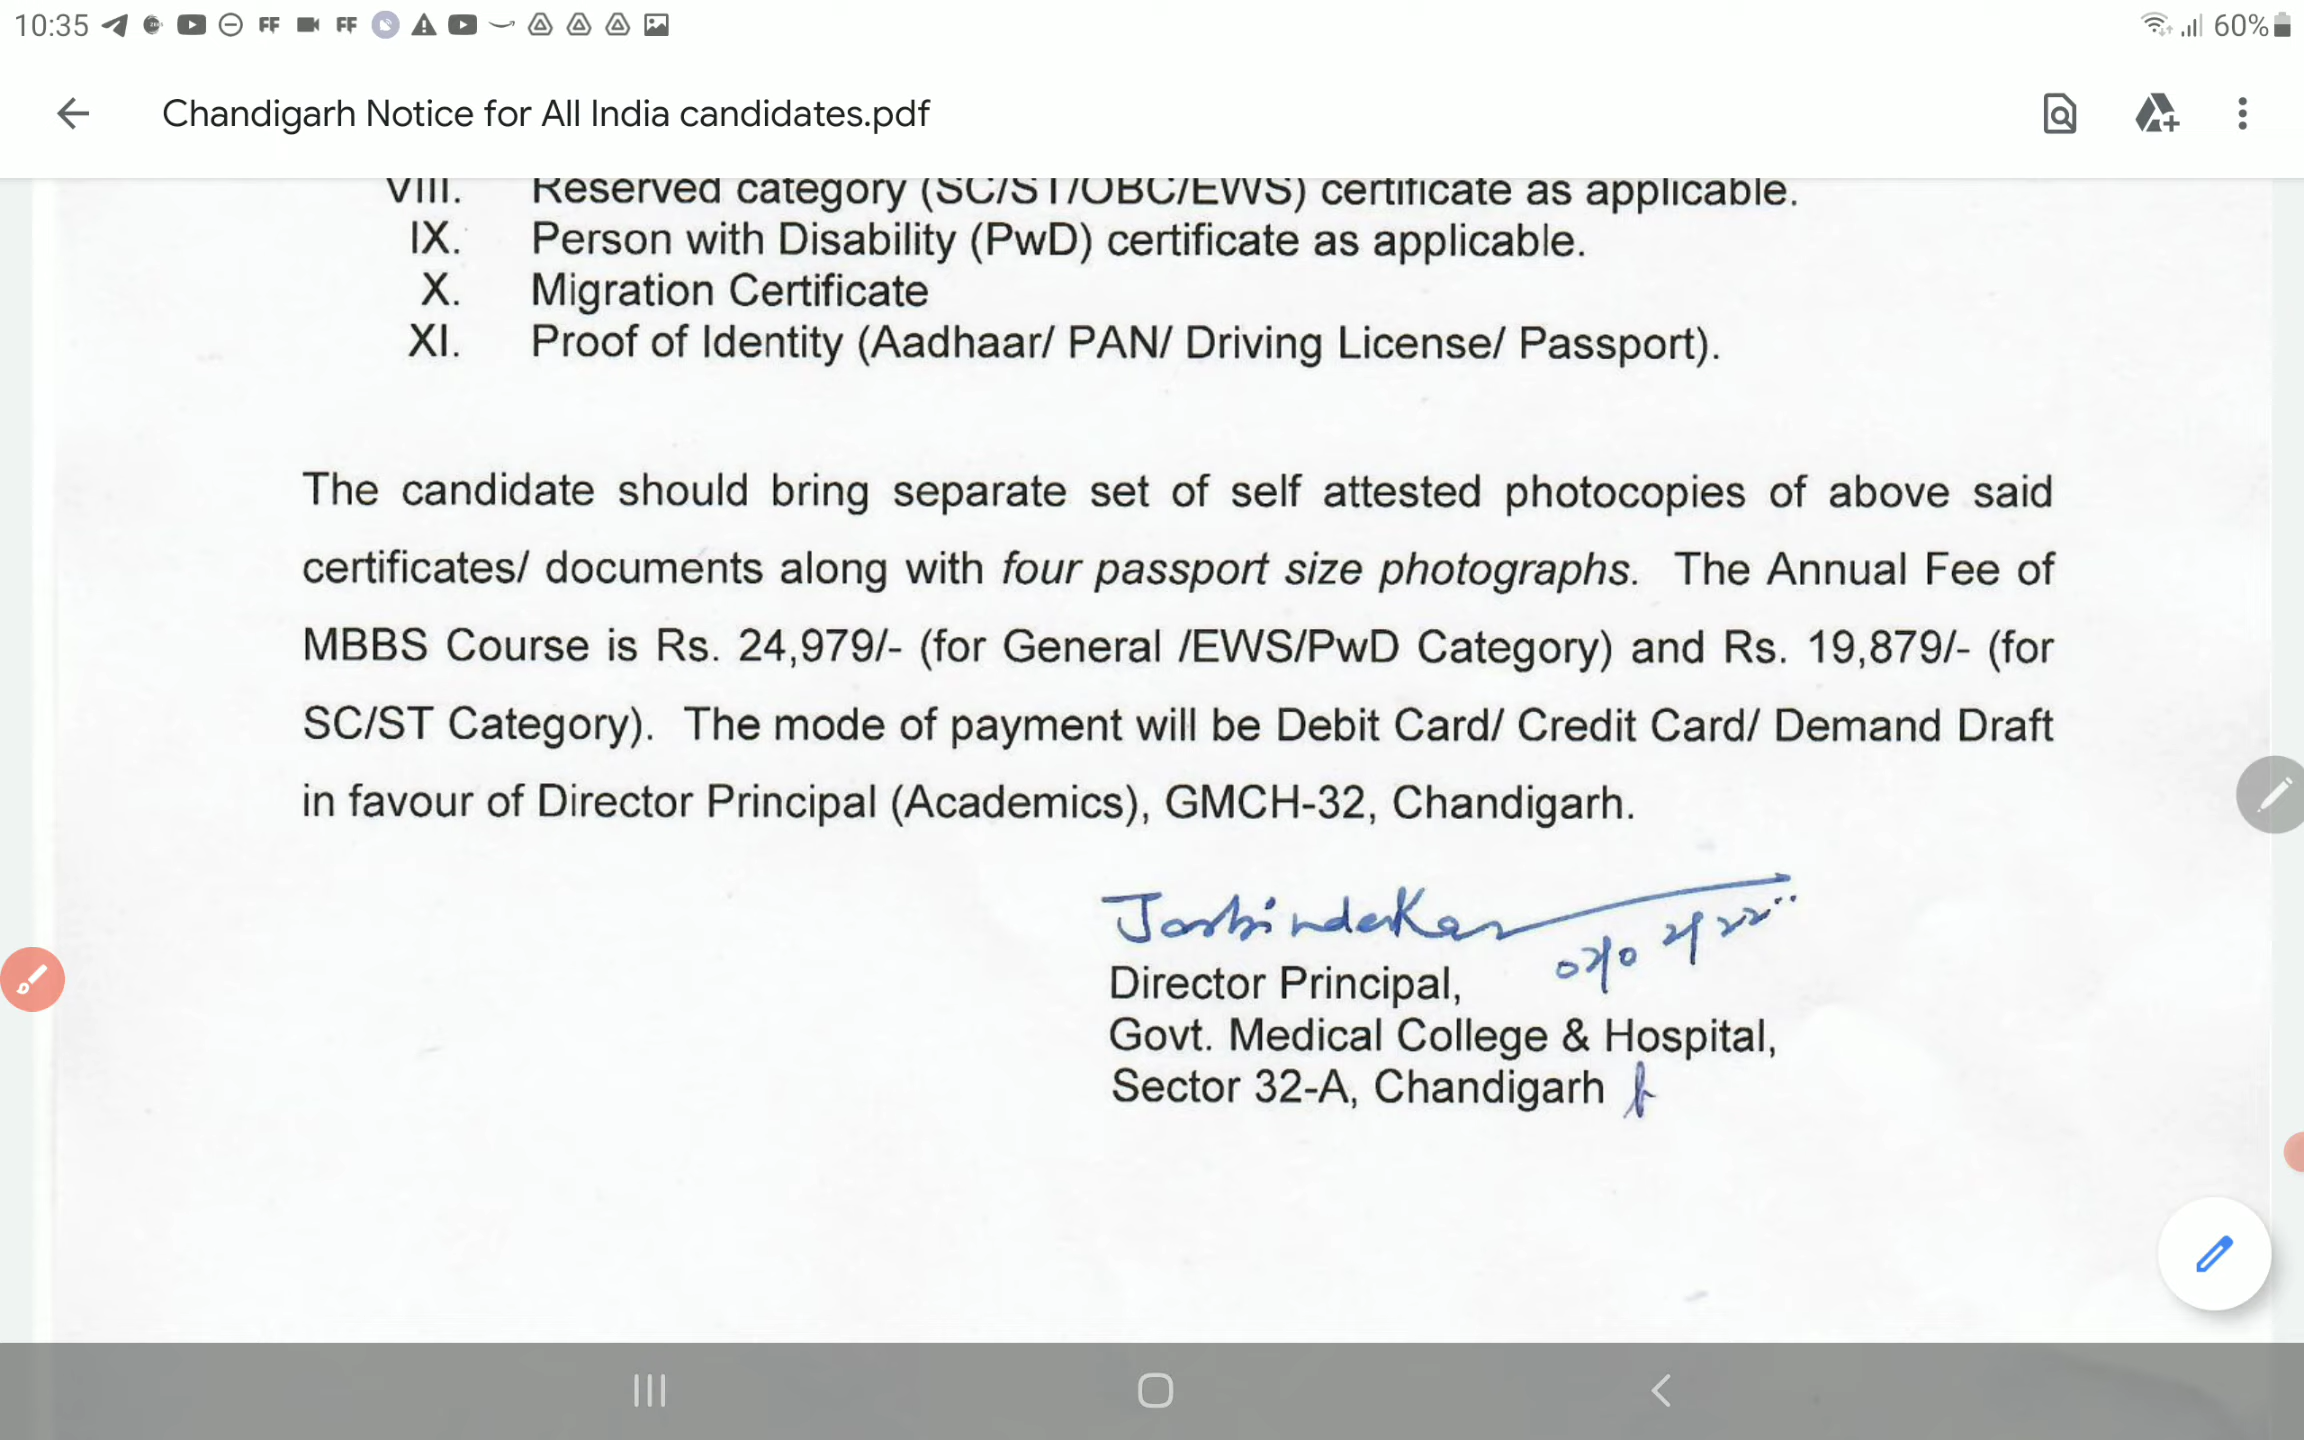 10:35 FF FF 60%
Chandigarh Notice for All India candidates.pdf
VIII. Reserved category (SC/ST/OBC/EWS) certificate as applicable.
IX. Person with Disability (PwD) certificate as applicable.
X. Migration Certificate
XI. Proof of Identity (Aadhaar/ PAN/ Driving License/ Passport).
The candidate should bring separate set of self attested photocopies of above said
certificates/ documents along with four passport size photographs. The Annual Fee of
MBBS Course is Rs. 24,979/- (for General /EWS/PwD Category) and Rs. 19,879/- (for
SC/ST Category). The mode of payment will be Debit Card/ Credit Card/ Demand Draft
in favour of Director Principal (Academics), GMCH-32, Chandigarh.
Director Principal,
Govt. Medical College & Hospital,
Sector 32-A, Chandigarh